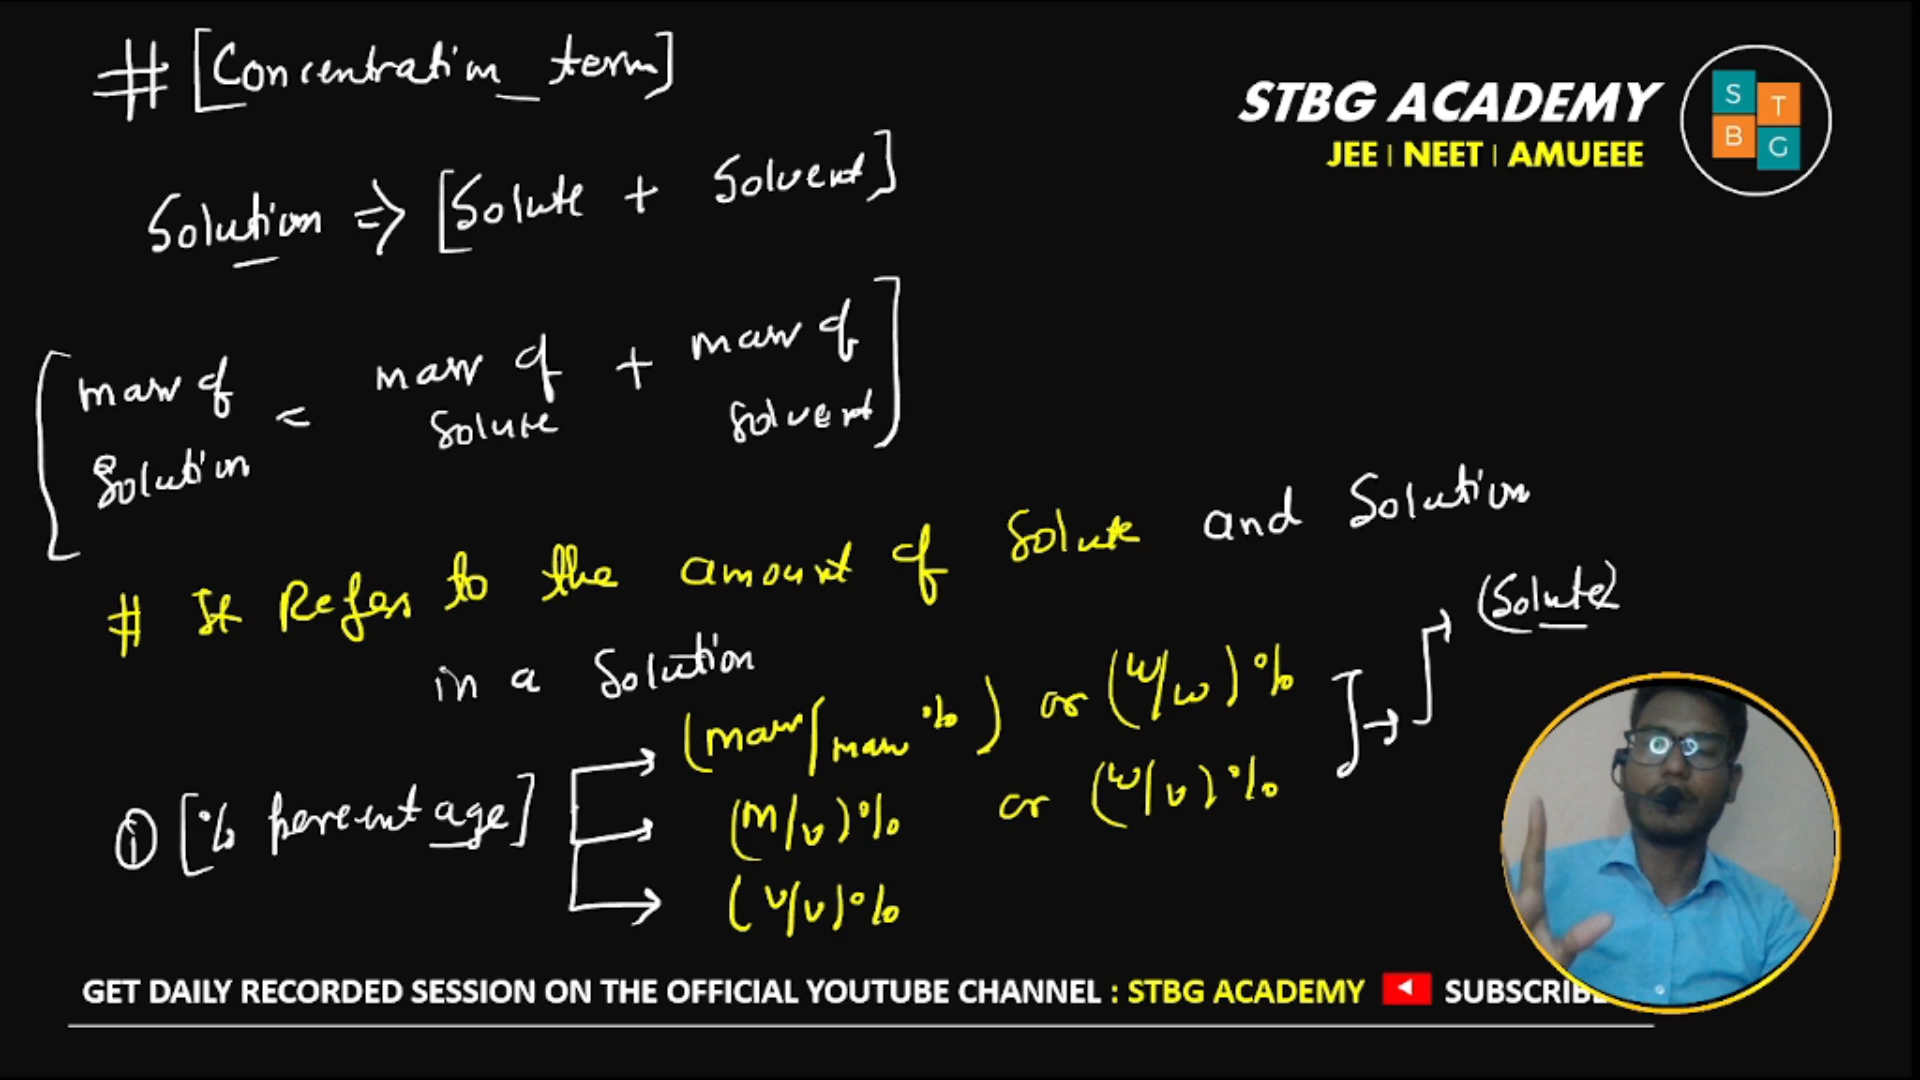 # [Concentration term]
STBG ACADEMY
JEE | NEET | AMUEEE
S T
B G
Solution ⇒ [Solute + Solvent]
[mass of solution = mass of solute + mass of solvent]
# It Refers to the amount of Solute and Solution
in a Solution
(Solute)
(mass/mass %) or (w/w)%
① [% percentage]
(m/v)% or (w/v)%
(v/v)%
GET DAILY RECORDED SESSION ON THE OFFICIAL YOUTUBE CHANNEL : STBG ACADEMY SUBSCRIBE